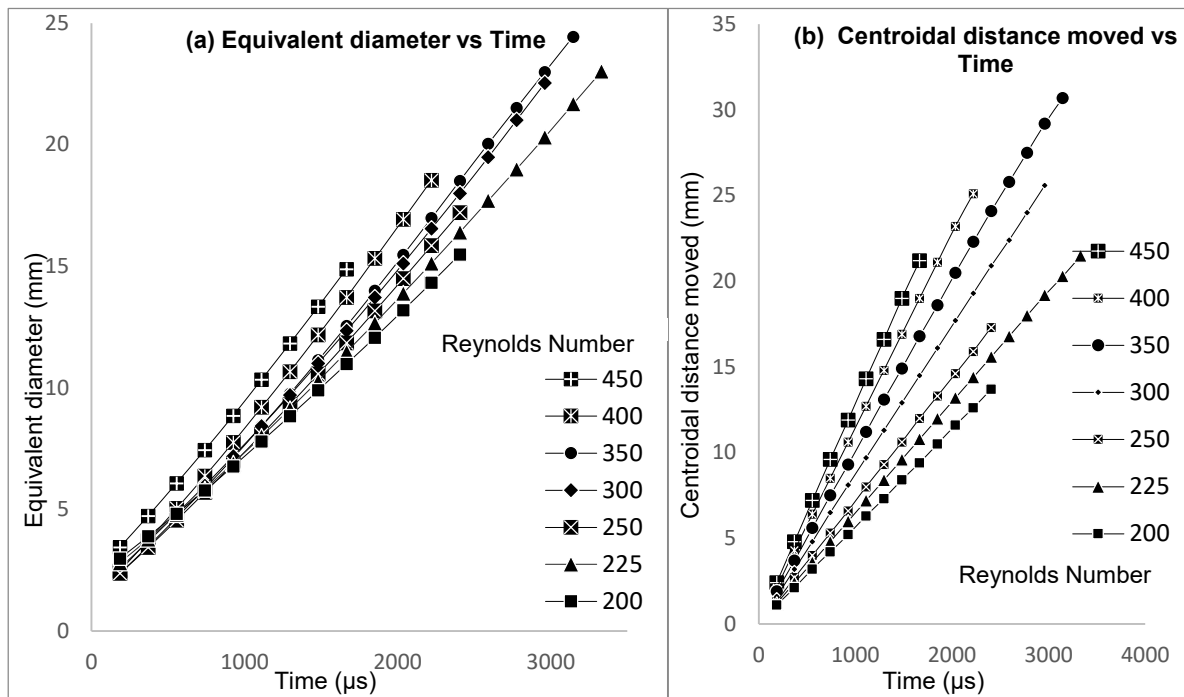 (a) Equivalent diameter vs Time
Equivalent diameter (mm)
25
20
15
10
5
0
Reynolds Number
450
400
350
300
250
225
200
0 1000 2000 3000
Time (µs)
(b) Centroidal distance moved vs
Time
Centroidal distance moved (mm)
35
30
25
20
15
10
5
0
450
400
350
300
250
225
200
Reynolds Number
0 1000 2000 3000 4000
Time (µs)